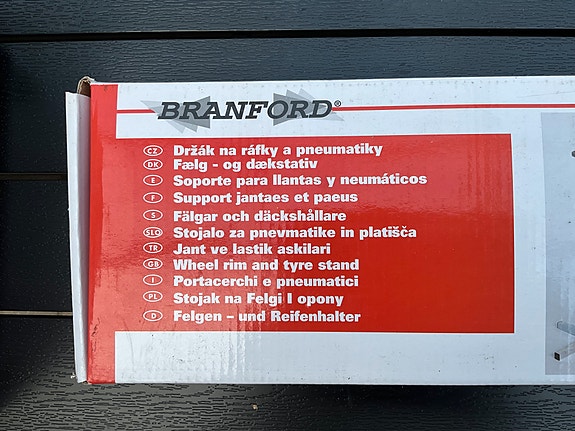 BRANFORD®
CZ Držák na ráfky a pneumatiky
DK Fælg - og dækstativ
E Soporte para llantas y neumáticos
F Support jantaes et paeus
S Fälgar och däckshållare
SLO Stojalo za pnevmatike in platišča
TR Jant ve lastik askilari
GB Wheel rim and tyre stand
I Portacerchi e pneumatici
PL Stojak na Felgi I opony
D Felgen – und Reifenhalter